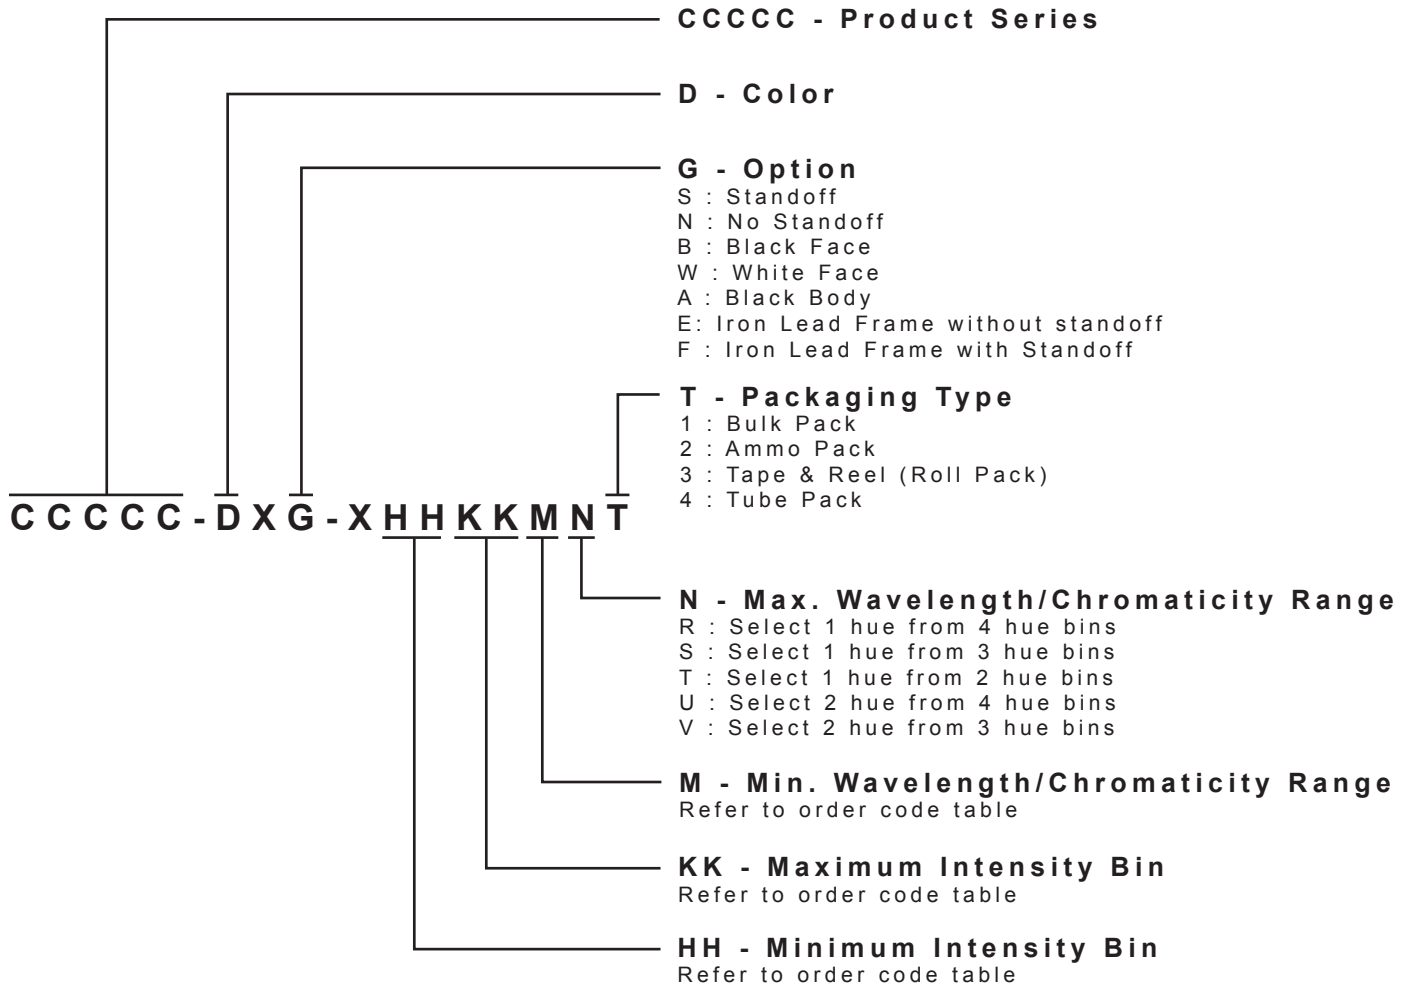 CCCCC - Product Series
D - Color
G - Option
S : Standoff
N : No Standoff
B : Black Face
W : White Face
A : Black Body
E: Iron Lead Frame without standoff
F : Iron Lead Frame with Standoff
T - Packaging Type
1 : Bulk Pack
2 : Ammo Pack
3 : Tape & Reel (Roll Pack)
4 : Tube Pack
CCCCC-DXG-XHHKKMNT
N - Max. Wavelength/Chromaticity Range
R : Select 1 hue from 4 hue bins
S : Select 1 hue from 3 hue bins
T : Select 1 hue from 2 hue bins
U : Select 2 hue from 4 hue bins
V : Select 2 hue from 3 hue bins
M - Min. Wavelength/Chromaticity Range
Refer to order code table
KK - Maximum Intensity Bin
Refer to order code table
HH - Minimum Intensity Bin
Refer to order code table